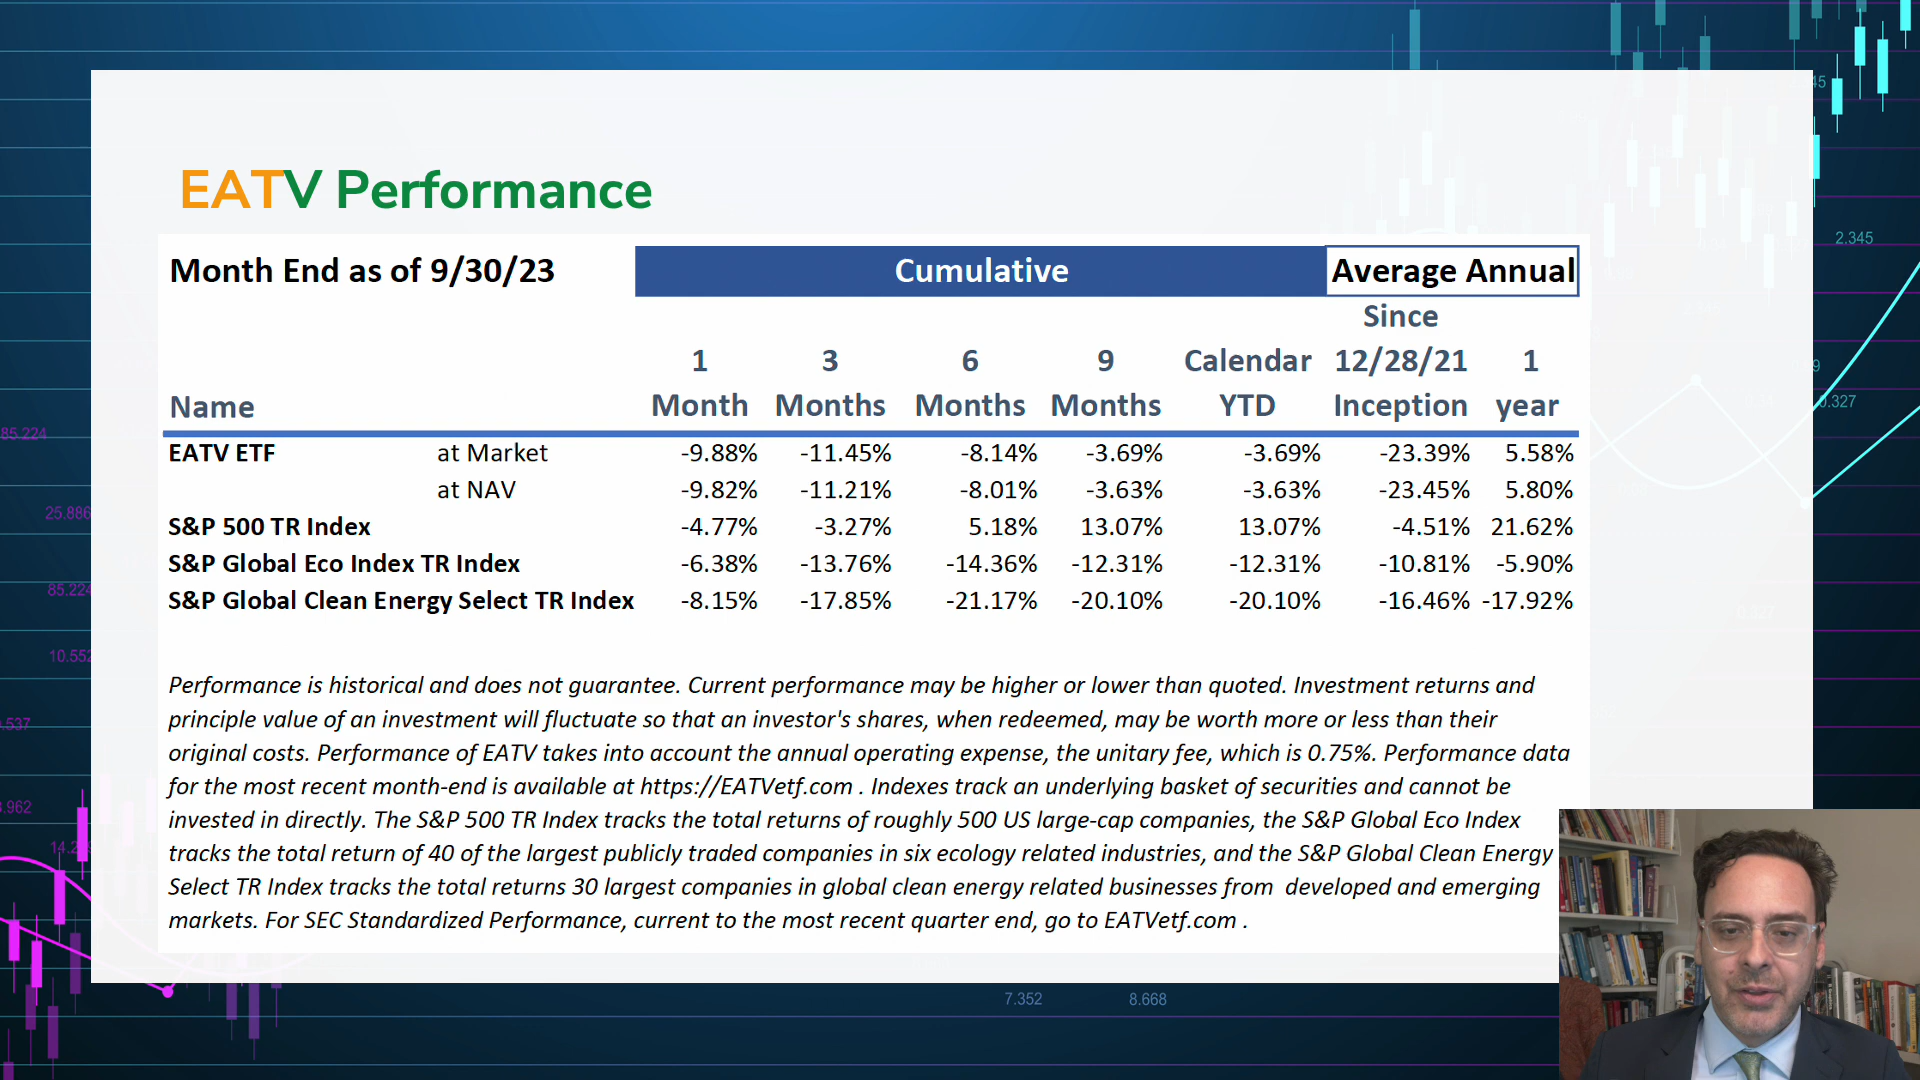 EATV Performance
Month End as of 9/30/23 Cumulative Average Annual
Since
1 3 6 9 Calendar 12/28/21 1
Name Month Months Months Months YTD Inception year
EATV ETF at Market -9.88% -11.45% -8.14% -3.69% -3.69% -23.39% 5.58%
at NAV -9.82% -11.21% -8.01% -3.63% -3.63% -23.45% 5.80%
S&P 500 TR Index -4.77% -3.27% 5.18% 13.07% 13.07% -4.51% 21.62%
S&P Global Eco Index TR Index -6.38% -13.76% -14.36% -12.31% -12.31% -10.81% -5.90%
S&P Global Clean Energy Select TR Index -8.15% -17.85% -21.17% -20.10% -20.10% -16.46% -17.92%
Performance is historical and does not guarantee. Current performance may be higher or lower than quoted. Investment returns and
principle value of an investment will fluctuate so that an investor's shares, when redeemed, may be worth more or less than their
original costs. Performance of EATV takes into account the annual operating expense, the unitary fee, which is 0.75%. Performance data
for the most recent month-end is available at https://EATVetf.com . Indexes track an underlying basket of securities and cannot be
invested in directly. The S&P 500 TR Index tracks the total returns of roughly 500 US large-cap companies, the S&P Global Eco Index
tracks the total return of 40 of the largest publicly traded companies in six ecology related industries, and the S&P Global Clean Energy
Select TR Index tracks the total returns 30 largest companies in global clean energy related businesses from developed and emerging
markets. For SEC Standardized Performance, current to the most recent quarter end, go to EATVetf.com .
2.345
0.327
85.224
25.886
85.224
10.552
7.352 8.668